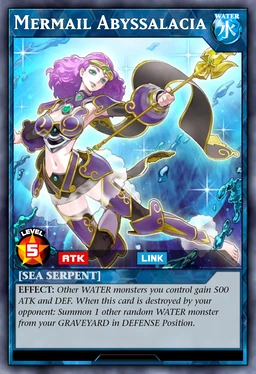 MERMAIL ABYSSALACIA
WATER
水
LEVEL
5
ATK
LINK
[SEA SERPENT]
EFFECT: Other WATER monsters you control gain 500
ATK and DEF. When this card is destroyed by your
opponent: Summon 1 other random WATER monster
from your GRAVEYARD in DEFENSE Position.